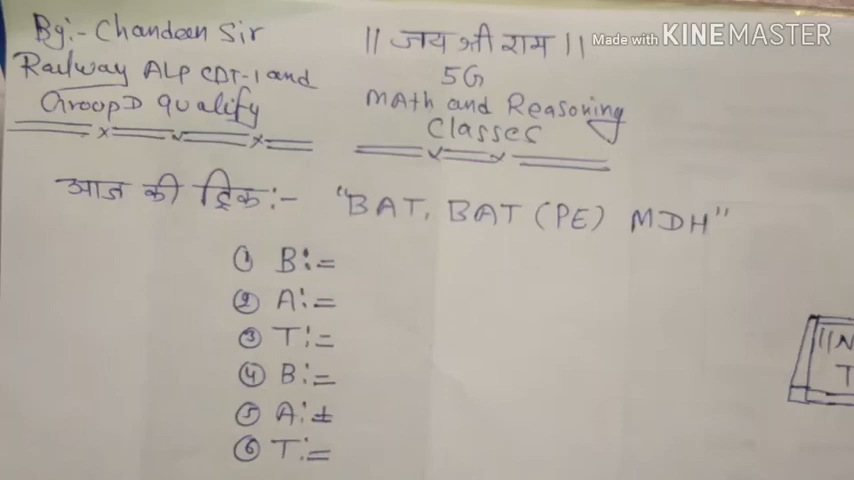 By:- Chandeen Sir
Railway ALP CBT-1 and
Group D Qualify
|| जय श्री राम ||
5G
MAth and Reasoning
Classes
Made with KINEMASTER
आज की ट्रिक:- "BAT, BAT (PE) MDH"
① B:=
② A:=
③ T:=
④ B:=
⑤ A:=
⑥ T:=
||N
T